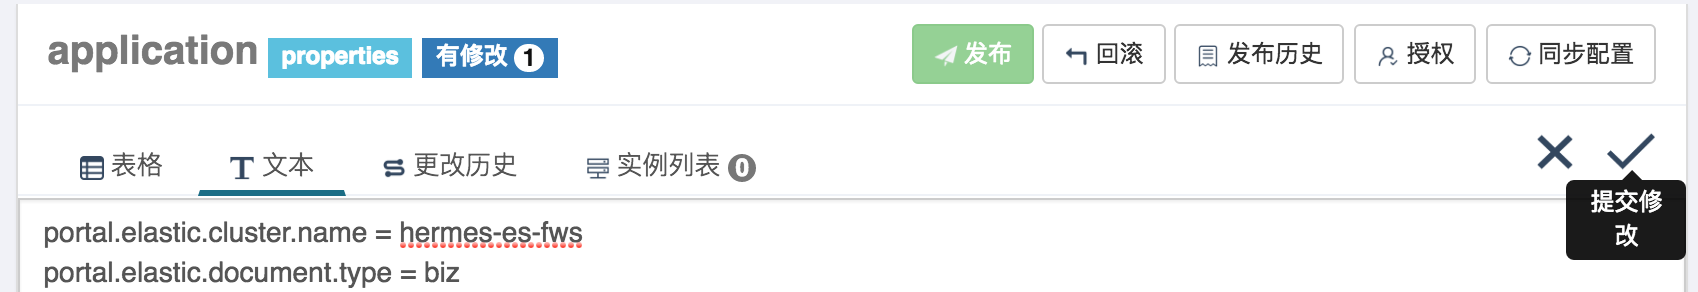 application properties 有修改 1 发布 回滚 发布历史 授权 同步配置
表格 文本 更改历史 实例列表 0
提交修
改
portal.elastic.cluster.name = hermes-es-fws
portal.elastic.document.type = biz